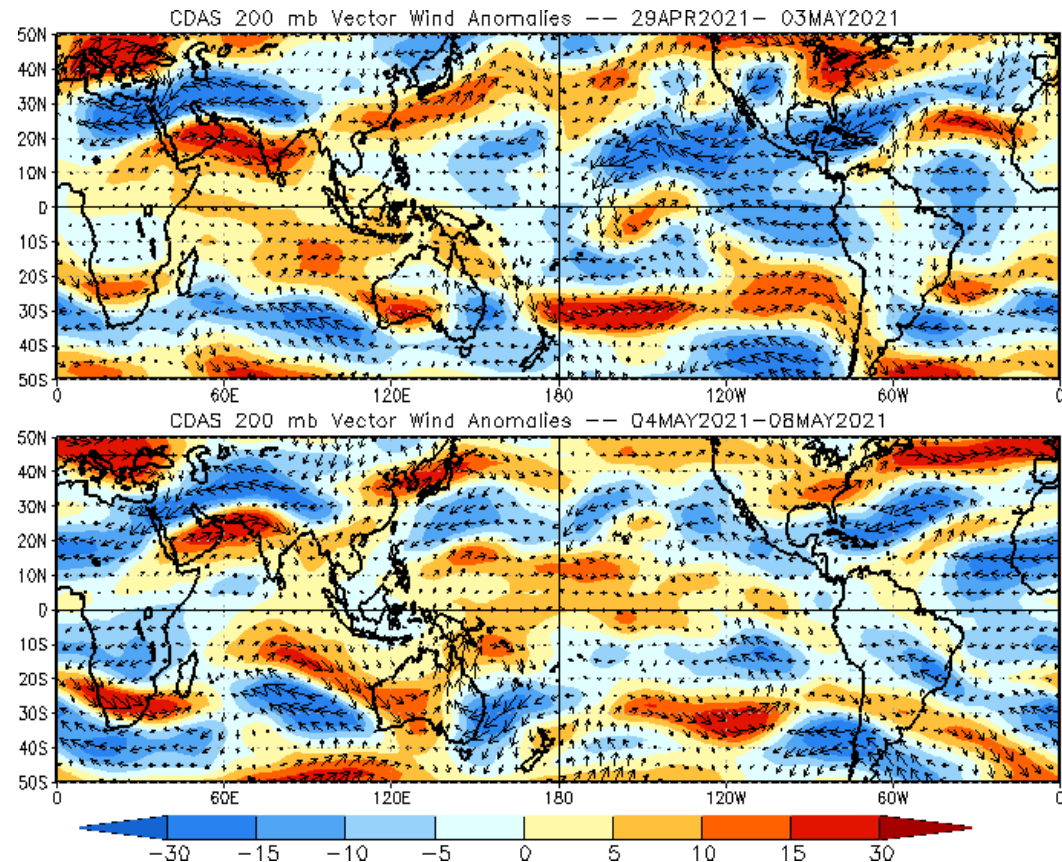 CDAS 200 mb Vector Wind Anomalies -- 29APR2021- 03MAY2021
50N
40N
30N
20N
10N
0
10S
20S
30S
40S
50S
0 60E 120E 180 120W 60W 0
CDAS 200 mb Vector Wind Anomalies -- 04MAY2021-08MAY2021
50N
40N
30N
20N
10N
0
10S
20S
30S
40S
50S
0 60E 120E 180 120W 60W 0
-30 -15 -10 -5 0 5 10 15 30